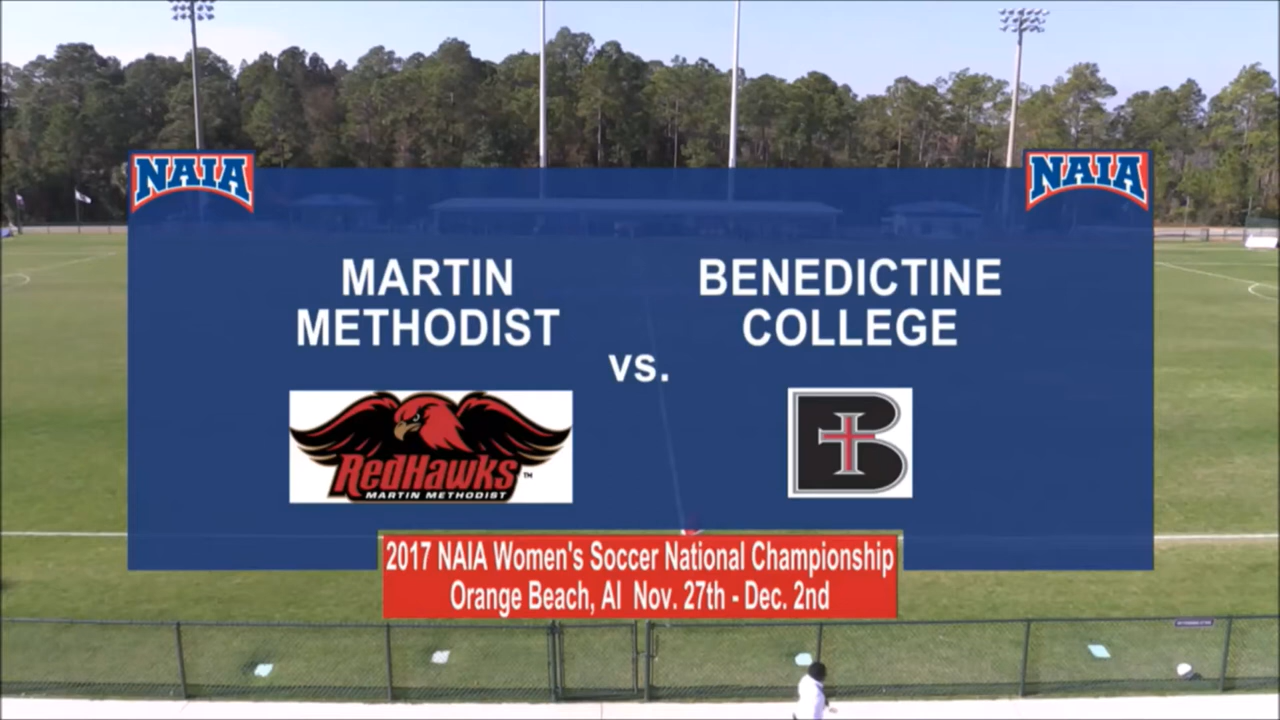 NAIA
NAIA
MARTIN
METHODIST
vs.
BENEDICTINE
COLLEGE
RedHawks
TM
MARTIN METHODIST
B
2017 NAIA Women's Soccer National Championship
Orange Beach, Al Nov. 27th - Dec. 2nd